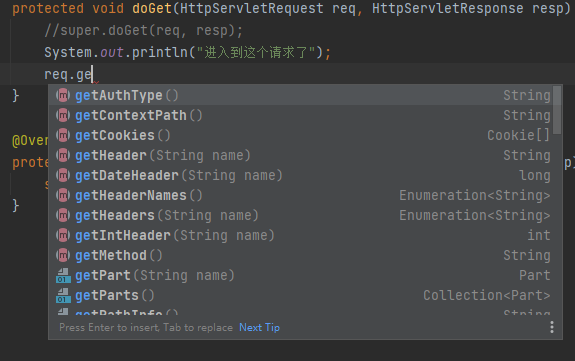 protected void doGet(HttpServletRequest req, HttpServletResponse resp)
//super.doGet(req, resp);
System.out.println("进入到这个请求了");
req.ge
}
getAuthType() String
getContextPath() String
getCookies() Cookie[]
@Over
getHeader(String name) String
prote
getDateHeader(String name) long
s
getHeaderNames() Enumeration<String>
}
getHeaders(String name) Enumeration<String>
getIntHeader(String name) int
getMethod() String
getPart(String name) Part
getParts() Collection<Part>
getPathInfo() String
Press Enter to insert, Tab to replace Next Tip